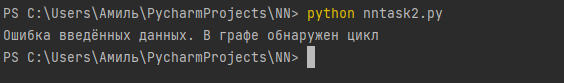 PS C:\Users\Амиль\PycharmProjects\NN> python nntask2.py
Ошибка введённых данных. В графе обнаружен цикл
PS C:\Users\Амиль\PycharmProjects\NN>